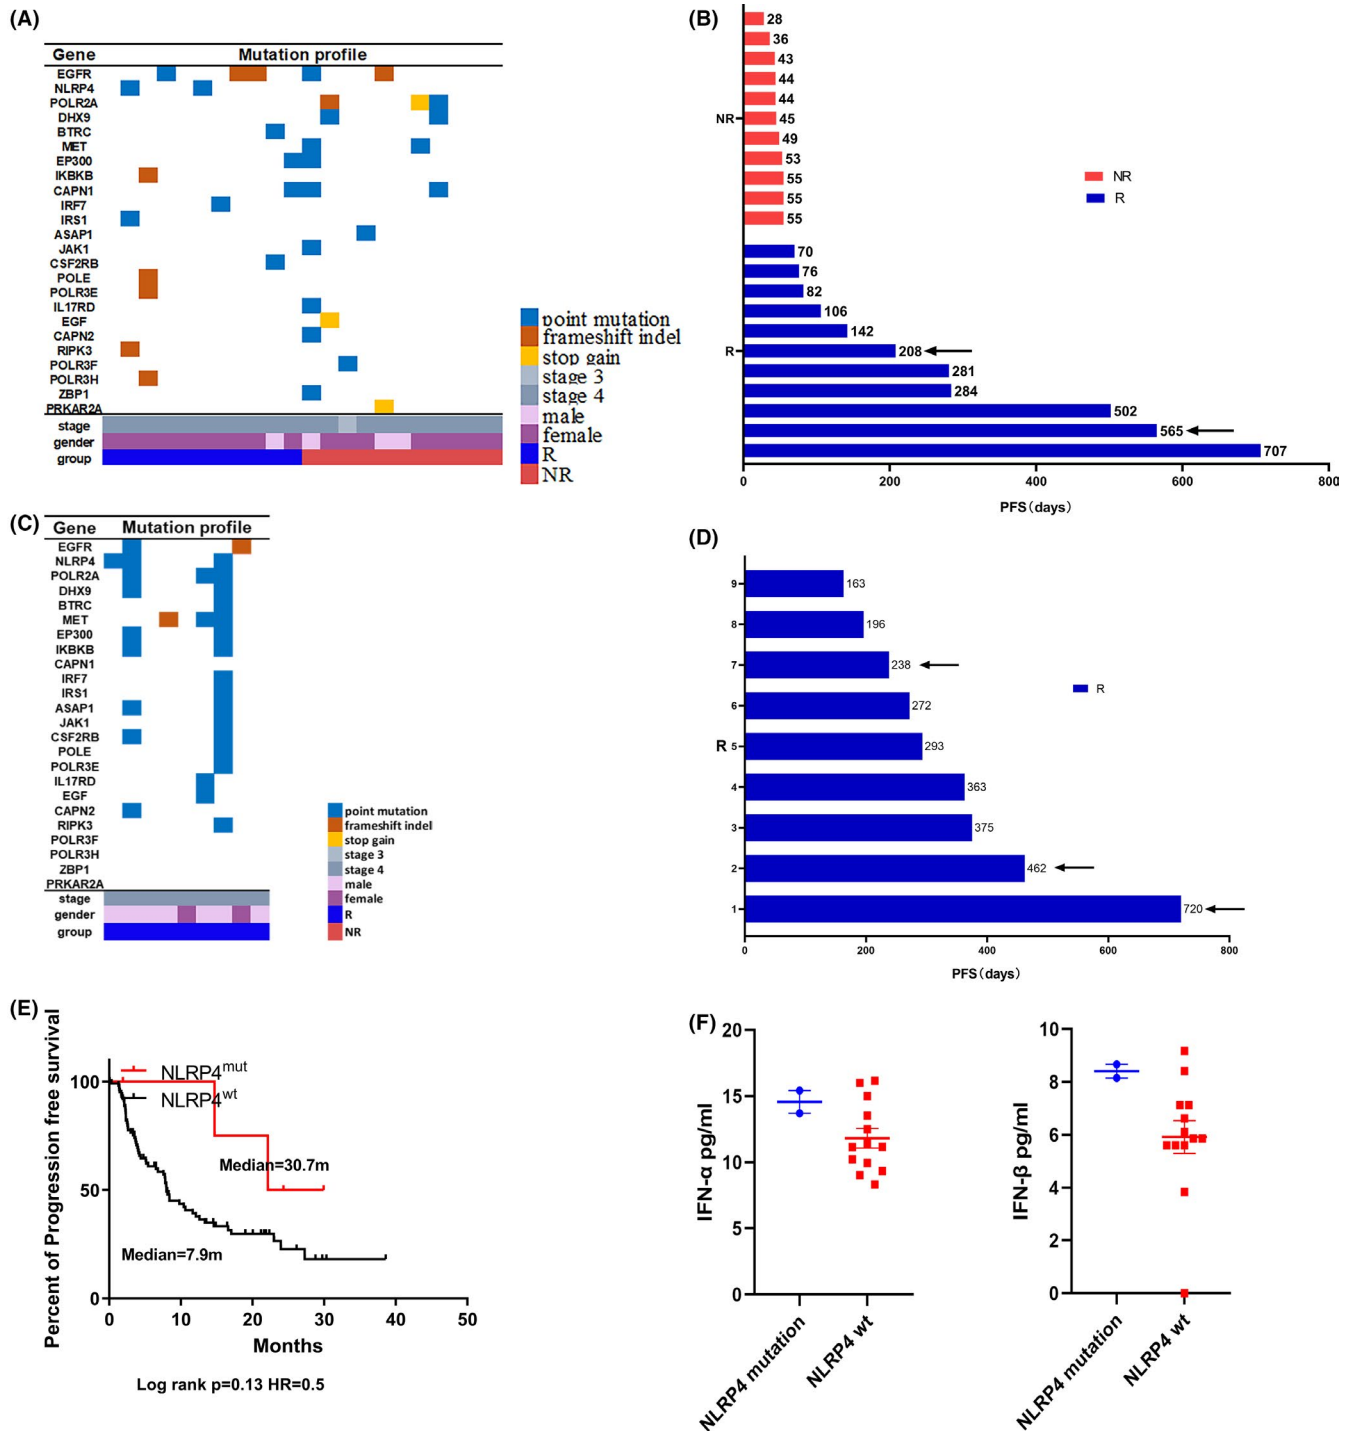 (A)
Gene Mutation profile
EGFR
NLRP4
POLR2A
DHX9
BTRC
MET
EP300
IKBKB
CAPN1
IRF7
IRS1
ASAP1
JAK1
CSF2RB
POLE
POLR3E
IL17RD
EGF
CAPN2
RIPK3
POLR3F
POLR3H
ZBP1
PRKAR2A
stage
gender
group
point mutation
frameshift indel
stop gain
stage 3
stage 4
male
female
R
NR
(B)
28
36
43
44
44
NR 45
49
53
55
55
55
70
76
82
106
142
R 208
281
284
502
565
707
NR
R
0 200 400 600 800
PFS(days)
(C)
Gene Mutation profile
EGFR
NLRP4
POLR2A
DHX9
BTRC
MET
EP300
IKBKB
CAPN1
IRF7
IRS1
ASAP1
JAK1
CSF2RB
POLE
POLR3E
IL17RD
EGF
CAPN2
RIPK3
POLR3F
POLR3H
ZBP1
PRKAR2A
stage
gender
group
point mutation
frameshift indel
stop gain
stage 3
stage 4
male
female
R
NR
(D)
9 163
8 196
7 238
6 272
R 5 293
4 363
3 375
2 462
1 720
R
0 200 400 600 800
PFS(days)
(E)
Percent of Progression free survival
100
50
0
NLRP4mut
NLRP4wt
Median=30.7m
Median=7.9m
0 10 20 30 40 50
Months
Log rank p=0.13 HR=0.5
(F)
IFN-α pg/ml
20
15
10
5
0
NLRP4 mutation
NLRP4 wt
IFN-β pg/ml
10
8
6
4
2
0
NLRP4 mutation
NLRP4 wt